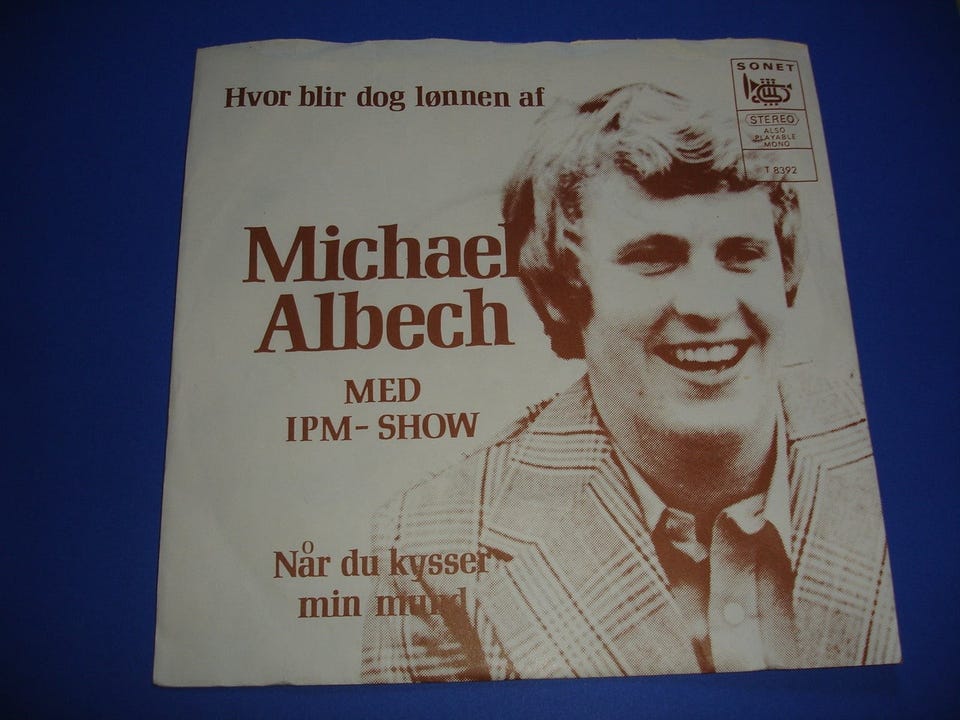 Hvor blir dog lønnen af
SONET
STEREO
ALSO
PLAYABLE
MONO
T 8392
Michael
Albech
MED
IPM-SHOW
Når du kysser
min mund